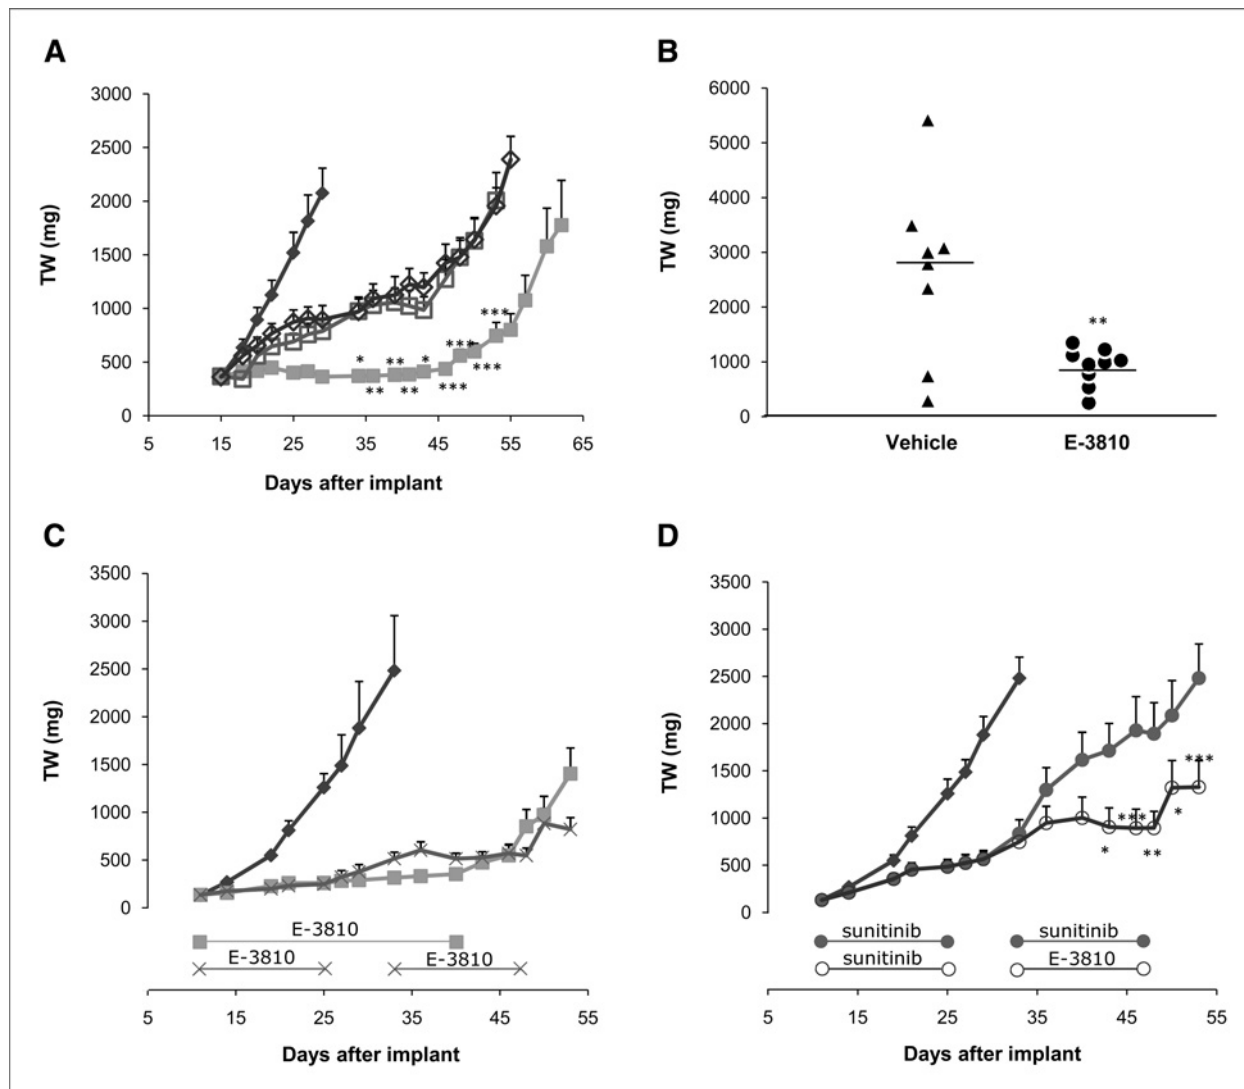 A
3000
2500
2000
1500
1000
500
0
TW (mg)
* ** *** ***
** ** * *** ***
5 15 25 35 45 55 65
Days after implant
B
6000
5000
4000
3000
2000
1000
0
TW (mg)
**
Vehicle E-3810
C
3500
3000
2500
2000
1500
1000
500
0
TW (mg)
E-3810
E-3810 E-3810
5 15 25 35 45 55
Days after implant
D
3500
3000
2500
2000
1500
1000
500
0
TW (mg)
***
*** *
* **
sunitinib sunitinib
sunitinib E-3810
5 15 25 35 45 55
Days after implant